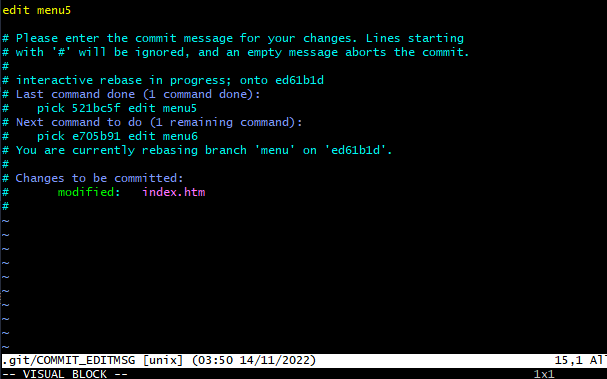 edit menu5
# Please enter the commit message for your changes. Lines starting
# with '#' will be ignored, and an empty message aborts the commit.
#
# interactive rebase in progress; onto ed61b1d
# Last command done (1 command done):
#    pick 521bc5f edit menu5
# Next command to do (1 remaining command):
#    pick e705b91 edit menu6
# You are currently rebasing branch 'menu' on 'ed61b1d'.
#
# Changes to be committed:
#       modified:   index.htm
#
~
~
~
~
~
~
~
~
~
~
.git/COMMIT_EDITMSG [unix] (03:50 14/11/2022) 15,1 All
-- VISUAL BLOCK -- 1x1